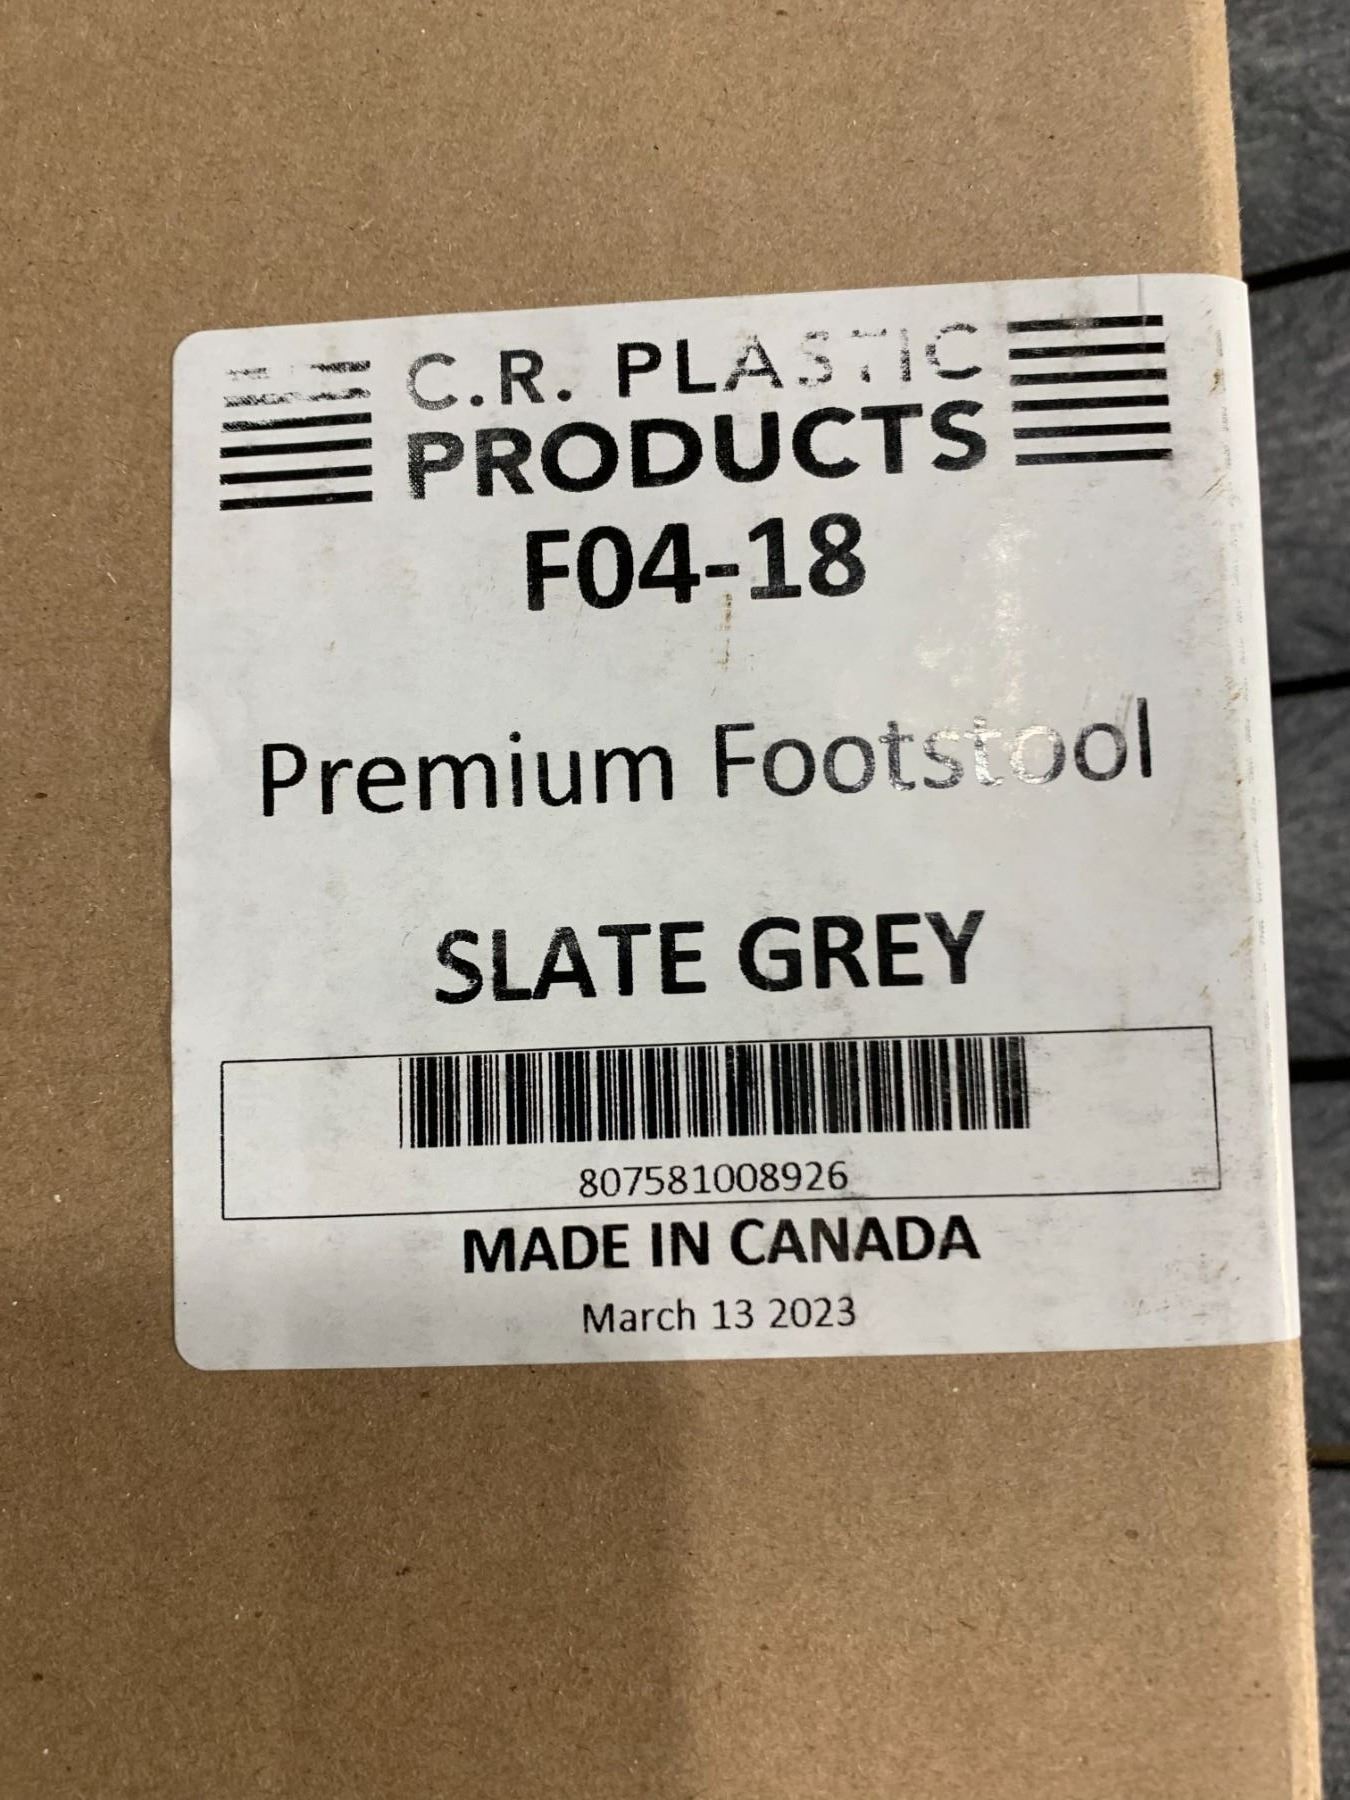 C.R. PLASTIC
PRODUCTS
F04-18
Premium Footstool
SLATE GREY
807581008926
MADE IN CANADA
March 13 2023